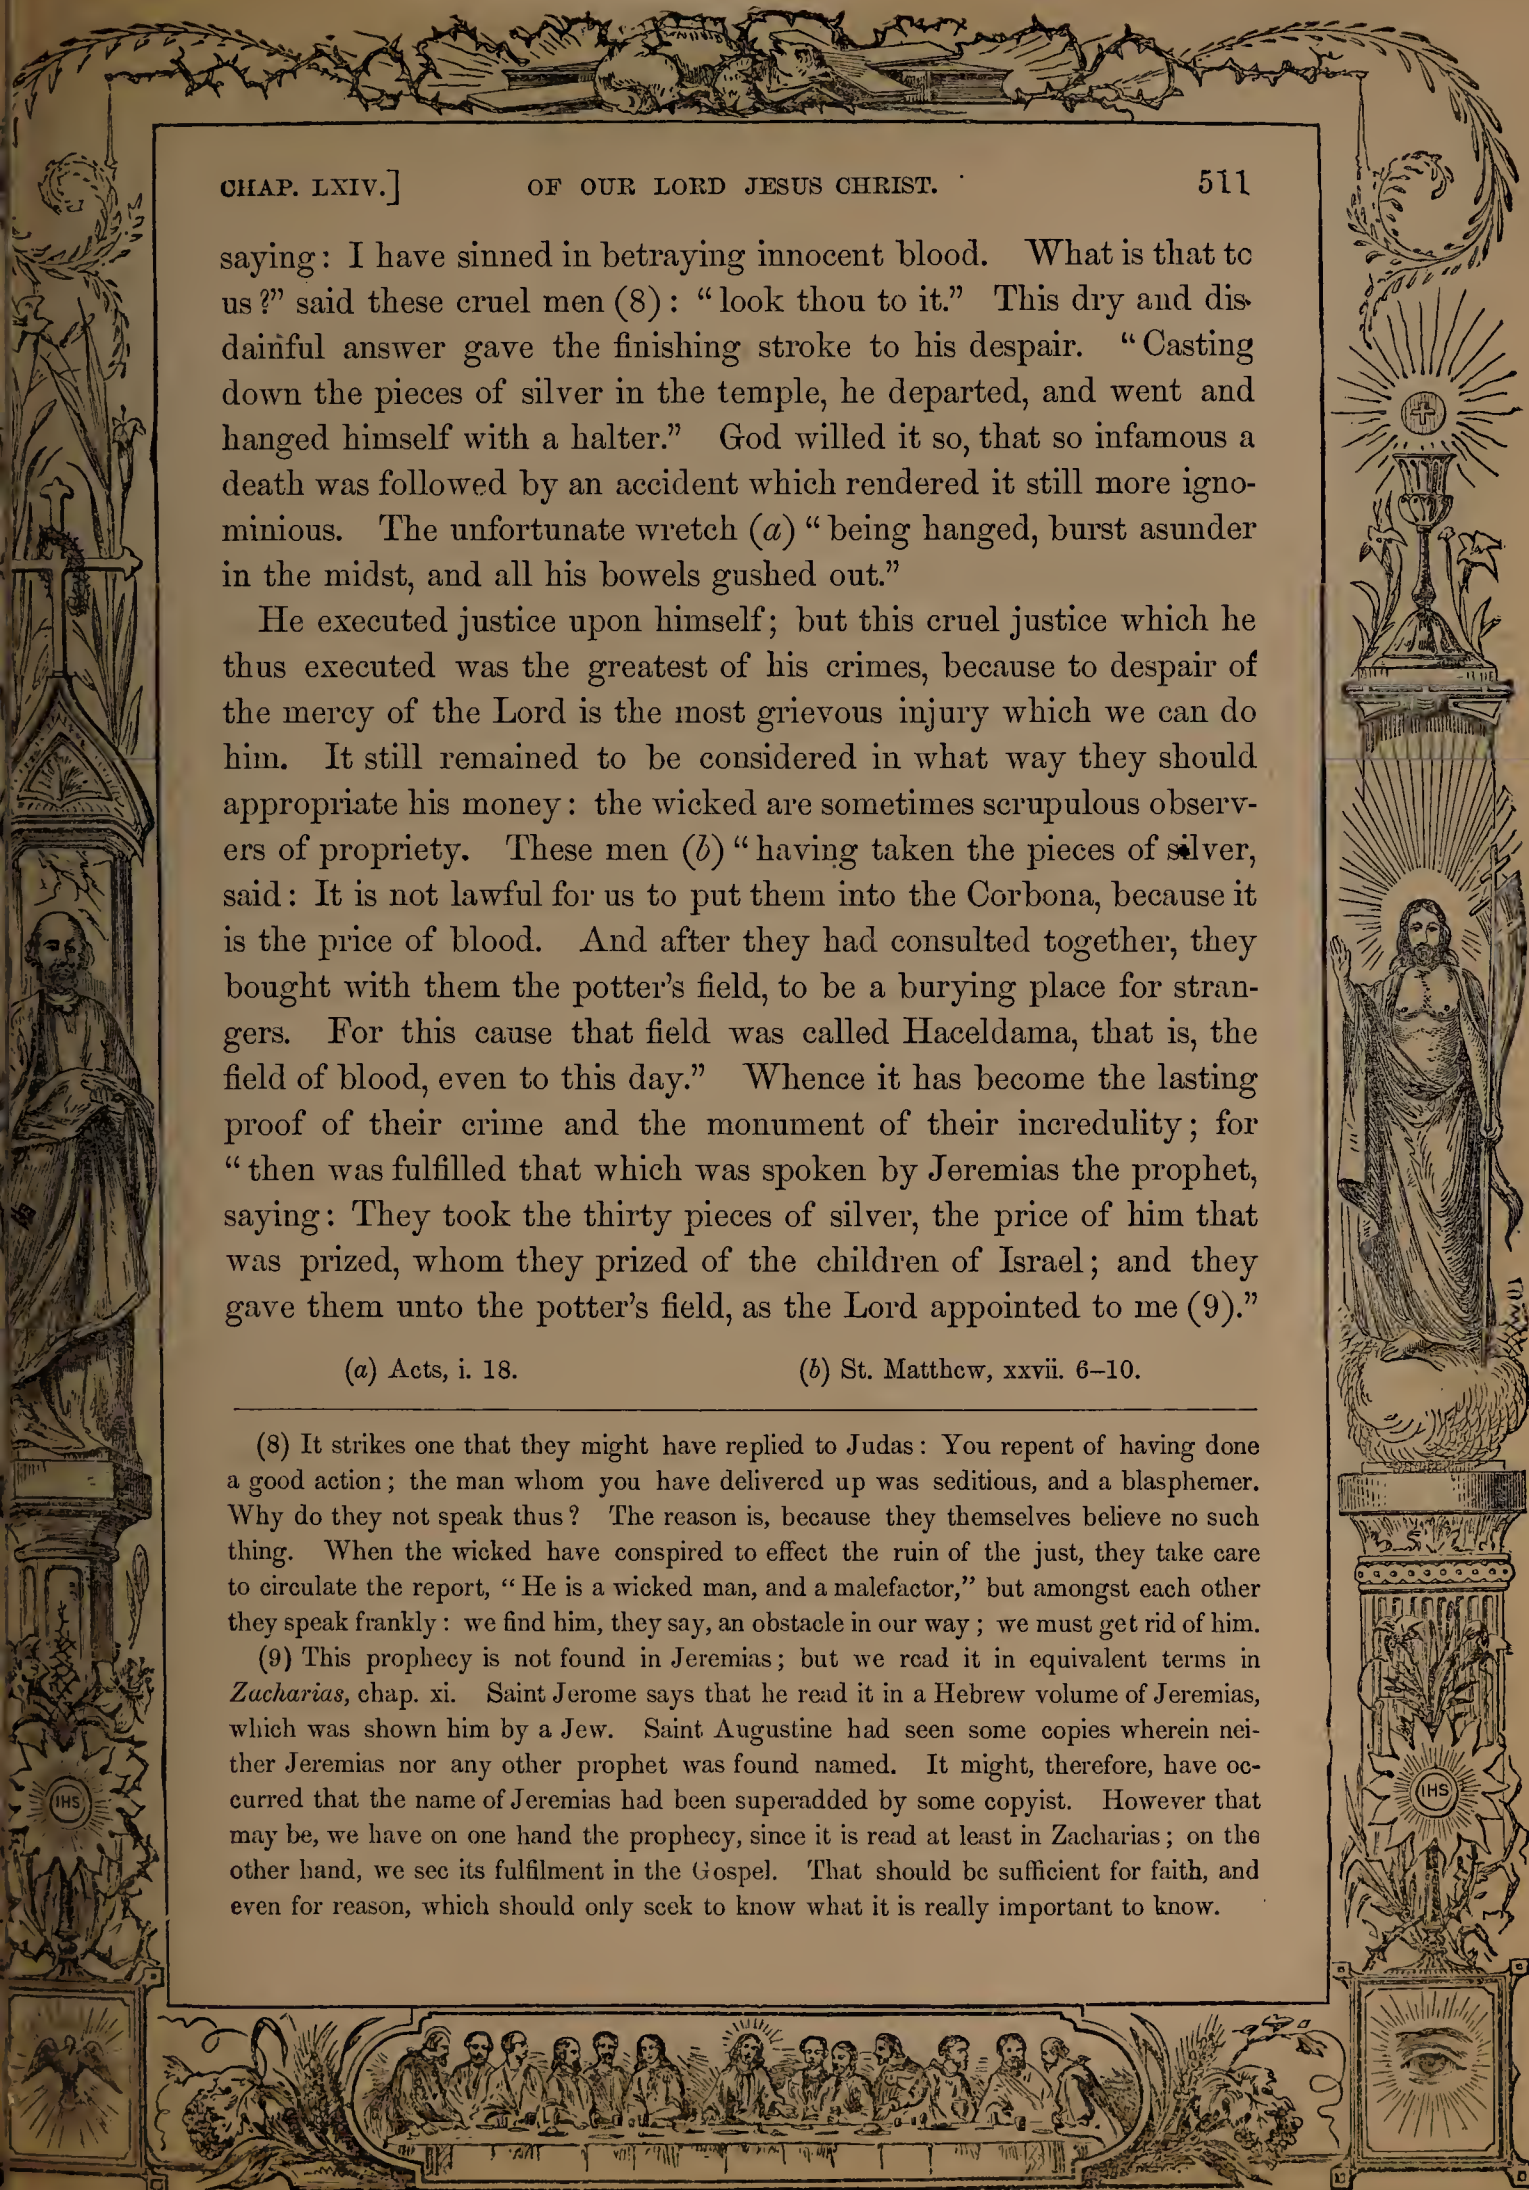 CHAP. LXIV.] OF OUR LORD JESUS CHRIST. 511
saying: I have sinned in betraying innocent blood. What is that to
us?” said these cruel men (8): “look thou to it.” This dry and dis-
dainful answer gave the finishing stroke to his despair. “Casting
down the pieces of silver in the temple, he departed, and went and
hanged himself with a halter.” God willed it so, that so infamous a
death was followed by an accident which rendered it still more igno-
minious. The unfortunate wretch (a) “being hanged, burst asunder
in the midst, and all his bowels gushed out.”
He executed justice upon himself; but this cruel justice which he
thus executed was the greatest of his crimes, because to despair of
the mercy of the Lord is the most grievous injury which we can do
him. It still remained to be considered in what way they should
appropriate his money: the wicked are sometimes scrupulous observ-
ers of propriety. These men (b) “having taken the pieces of silver,
said: It is not lawful for us to put them into the Corbona, because it
is the price of blood. And after they had consulted together, they
bought with them the potter’s field, to be a burying place for stran-
gers. For this cause that field was called Haceldama, that is, the
field of blood, even to this day.” Whence it has become the lasting
proof of their crime and the monument of their incredulity; for
“then was fulfilled that which was spoken by Jeremias the prophet,
saying: They took the thirty pieces of silver, the price of him that
was prized, whom they prized of the children of Israel; and they
gave them unto the potter’s field, as the Lord appointed to me (9).”
(a) Acts, i. 18. (b) St. Matthew, xxvii. 6–10.
(8) It strikes one that they might have replied to Judas: You repent of having done
a good action; the man whom you have delivered up was seditious, and a blasphemer.
Why do they not speak thus? The reason is, because they themselves believe no such
thing. When the wicked have conspired to effect the ruin of the just, they take care
to circulate the report, “He is a wicked man, and a malefactor,” but amongst each other
they speak frankly: we find him, they say, an obstacle in our way; we must get rid of him.
(9) This prophecy is not found in Jeremias; but we read it in equivalent terms in
Zacharias, chap. xi. Saint Jerome says that he read it in a Hebrew volume of Jeremias,
which was shown him by a Jew. Saint Augustine had seen some copies wherein nei-
ther Jeremias nor any other prophet was found named. It might, therefore, have oc-
curred that the name of Jeremias had been superadded by some copyist. However that
may be, we have on one hand the prophecy, since it is read at least in Zacharias; on the
other hand, we see its fulfilment in the Gospel. That should be sufficient for faith, and
even for reason, which should only seek to know what it is really important to know.
IHS
IHS